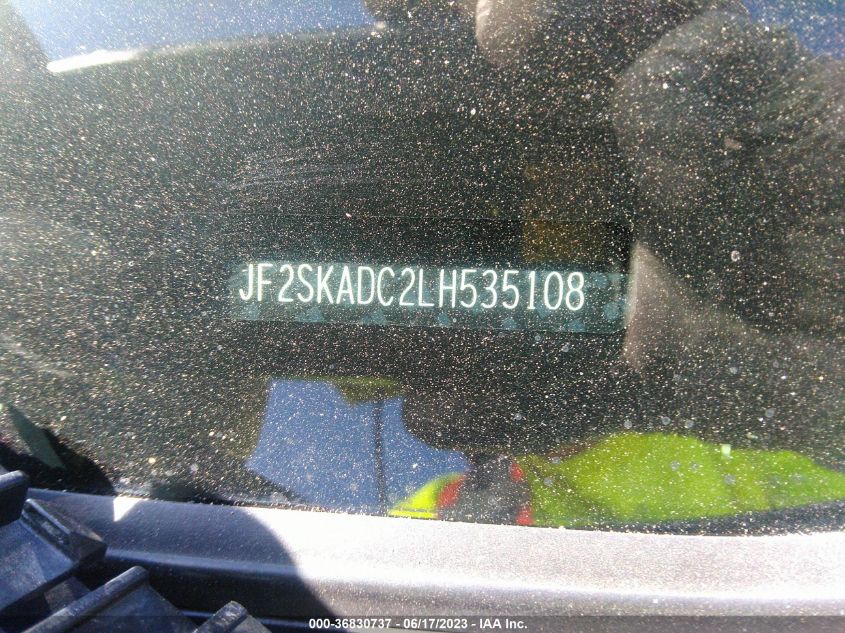 JF2SKADC2LH535108
000-36830737 - 06/17/2023 - IAA Inc.